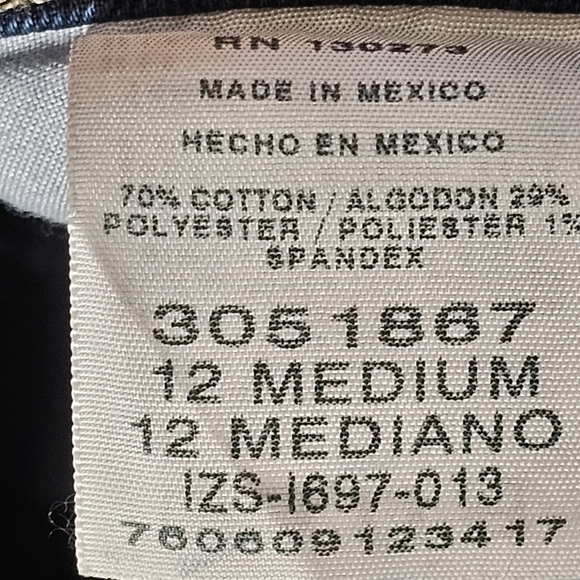 RN 130273
MADE IN MEXICO
HECHO EN MEXICO
70% COTTON / ALGODON 29%
POLYESTER / POLIESTER 1%
SPANDEX
3051867
12 MEDIUM
12 MEDIANO
IZS-I697-013
760609123417